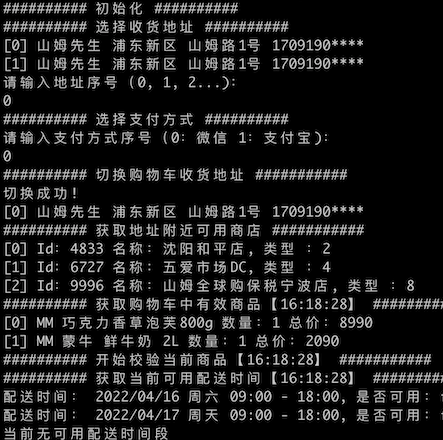 ########## 初始化 ##########
########## 选择收货地址 ##########
[0] 山姆先生 浦东新区 山姆路1号 1709190****
[1] 山姆先生 浦东新区 山姆路1号 1709190****
请输入地址序号 (0, 1, 2...):
0
########## 选择支付方式 ##########
请输入支付方式序号 (0: 微信 1: 支付宝):
0
########## 切换购物车收货地址 ###########
切换成功!
[0] 山姆先生 浦东新区 山姆路1号 1709190****
########## 获取地址附近可用商店 ###########
[0] Id: 4833 名称: 沈阳和平店, 类型 : 2
[1] Id: 6727 名称: 五爱市场DC, 类型 : 4
[2] Id: 9996 名称: 山姆全球购保税宁波店, 类型 : 8
########## 获取购物车中有效商品【16:18:28】 ########
[0] MM 巧克力香草泡芙800g 数量: 1 总价: 8990
[1] MM 蒙牛 鲜牛奶 2L 数量: 1 总价: 2090
########## 开始校验当前商品【16:18:28】 ###########
########## 获取当前可用配送时间【16:18:28】 ########
配送时间: 2022/04/16 周六 09:00 - 18:00, 是否可用:
配送时间: 2022/04/17 周天 09:00 - 18:00, 是否可用:
当前无可用配送时间段